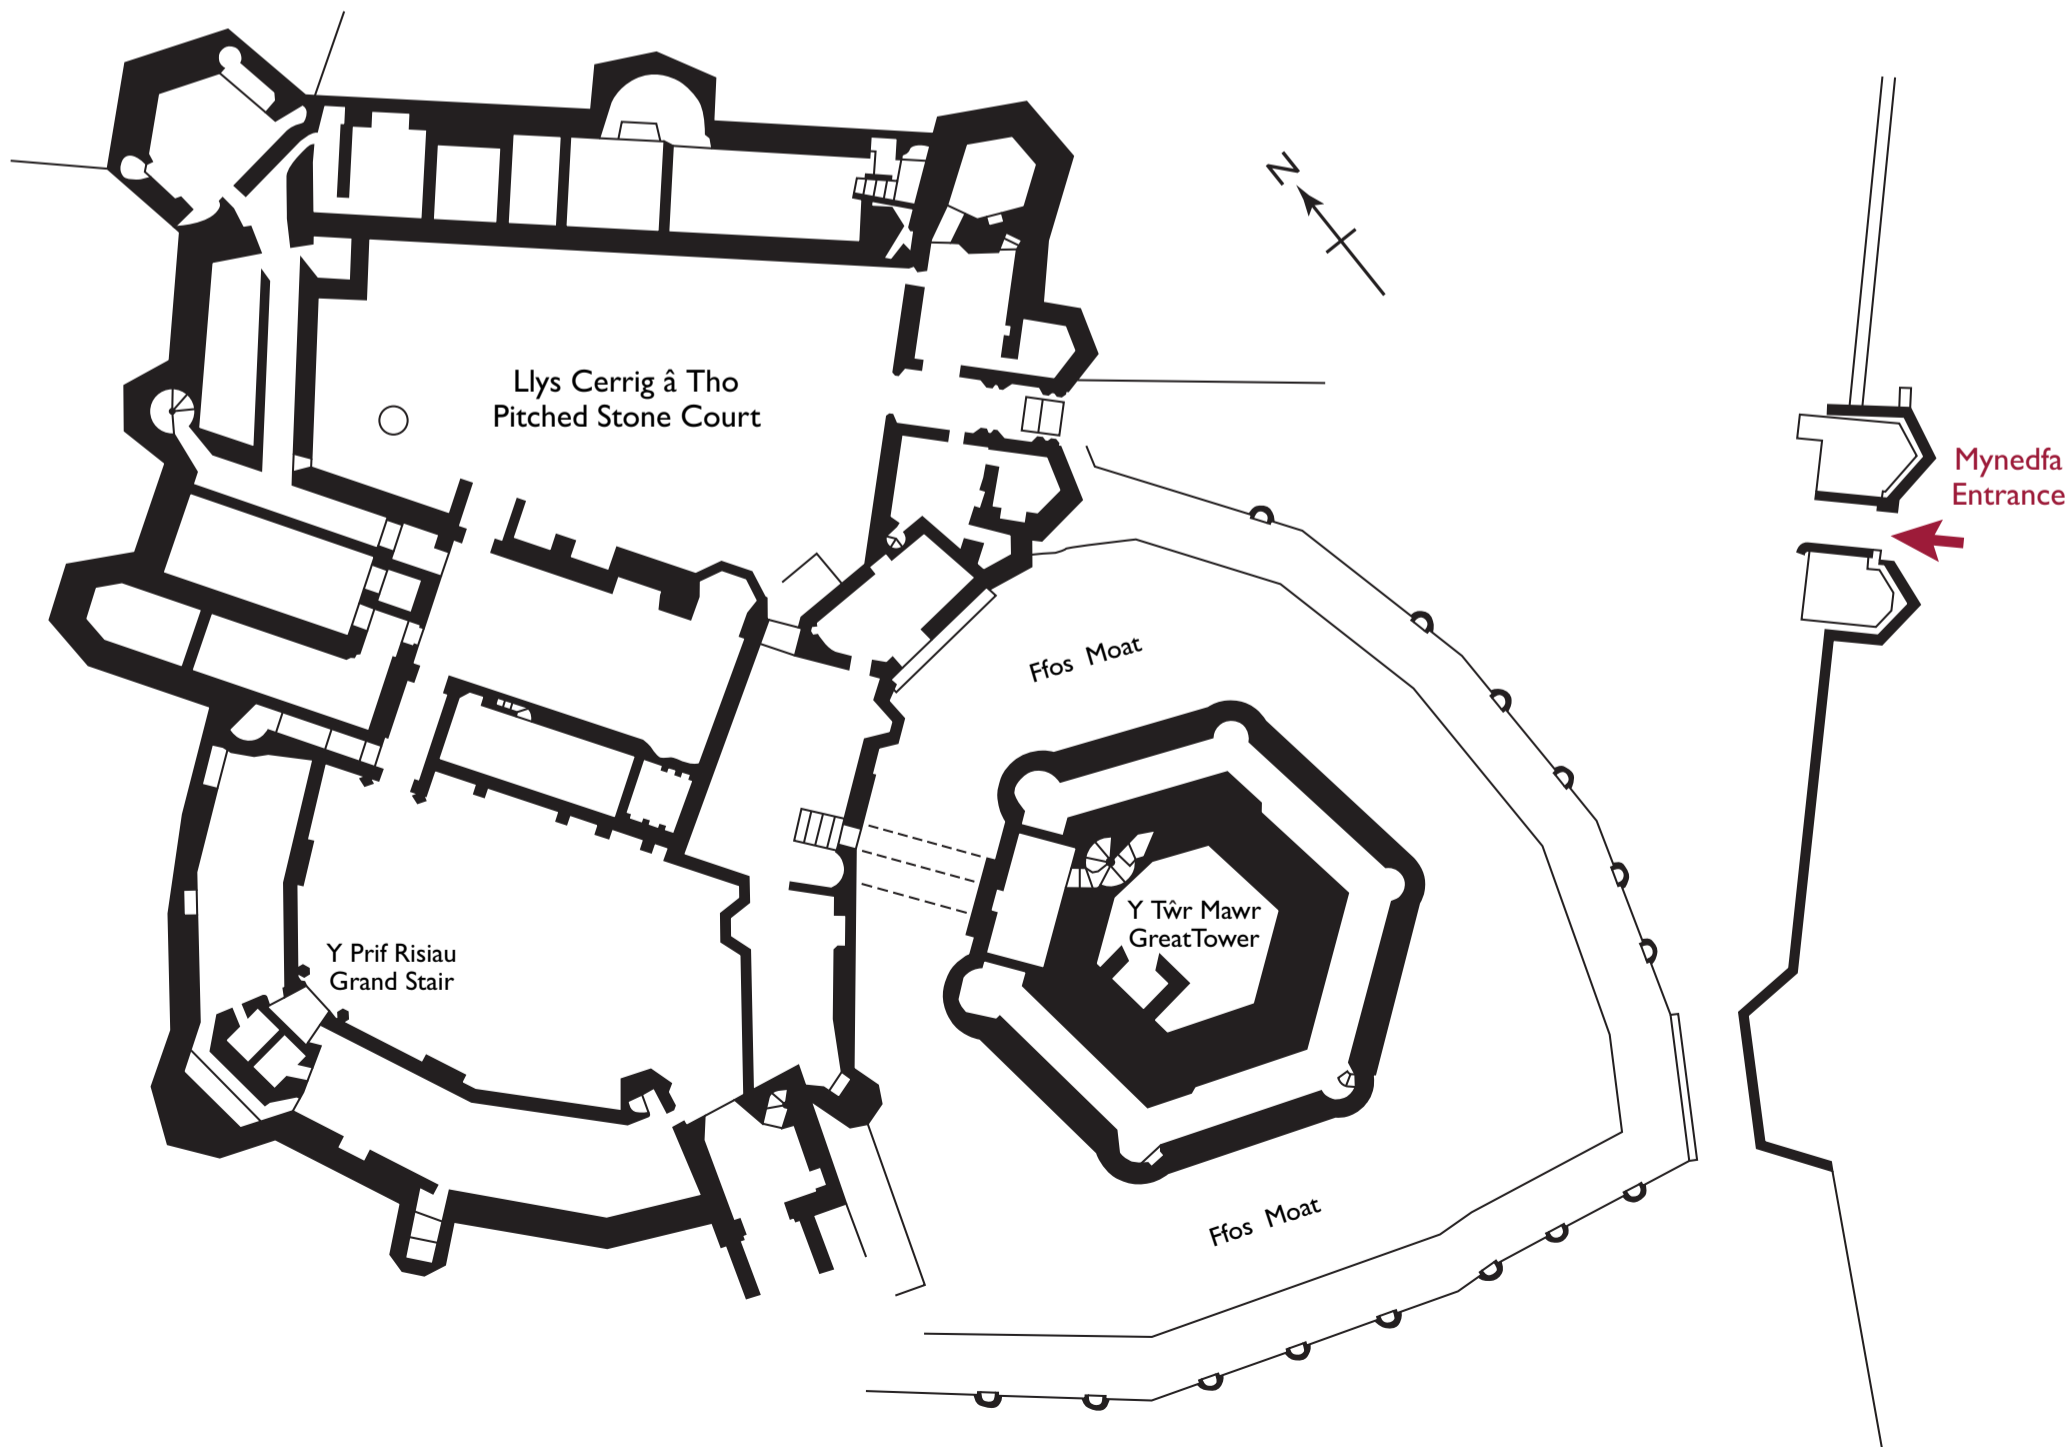 N
Llys Cerrig â Tho
Pitched Stone Court
Mynedfa
Entrance
Ffos Moat
Y Tŵr Mawr
GreatTower
Y Prif Risiau
Grand Stair
Ffos Moat